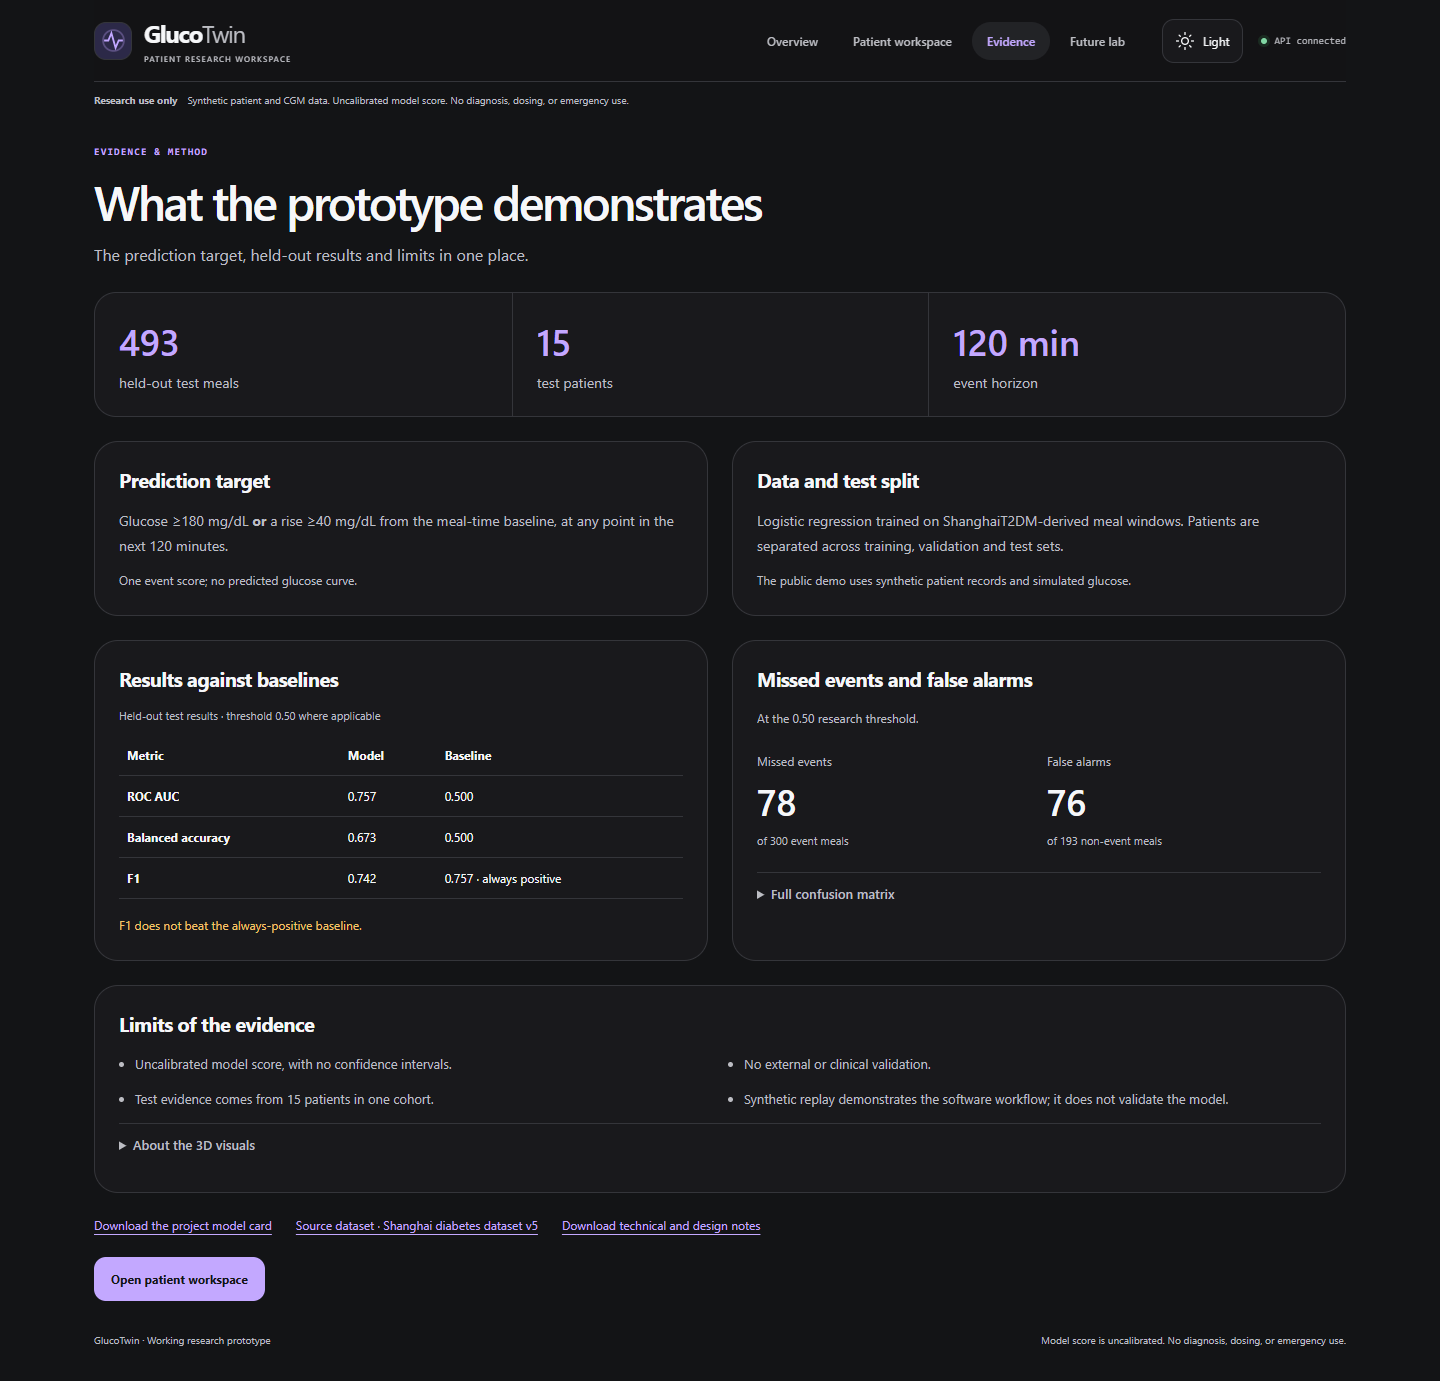 GlucoTwin
PATIENT RESEARCH WORKSPACE
Overview
Patient workspace
Evidence
Future lab
Light
API connected
Research use only Synthetic patient and CGM data. Uncalibrated model score. No diagnosis, dosing, or emergency use.
EVIDENCE & METHOD
What the prototype demonstrates
The prediction target, held-out results and limits in one place.
493
held-out test meals
15
test patients
120 min
event horizon
Prediction target
Glucose ≥180 mg/dL or a rise ≥40 mg/dL from the meal-time baseline, at any point in the
next 120 minutes.
One event score; no predicted glucose curve.
Data and test split
Logistic regression trained on ShanghaiT2DM-derived meal windows. Patients are
separated across training, validation and test sets.
The public demo uses synthetic patient records and simulated glucose.
Results against baselines
Held-out test results · threshold 0.50 where applicable
Metric Model Baseline
ROC AUC 0.757 0.500
Balanced accuracy 0.673 0.500
F1 0.742 0.757 · always positive
F1 does not beat the always-positive baseline.
Missed events and false alarms
At the 0.50 research threshold.
Missed events
78
of 300 event meals
False alarms
76
of 193 non-event meals
Full confusion matrix
Limits of the evidence
Uncalibrated model score, with no confidence intervals.
No external or clinical validation.
Test evidence comes from 15 patients in one cohort.
Synthetic replay demonstrates the software workflow; it does not validate the model.
About the 3D visuals
Download the project model card
Source dataset · Shanghai diabetes dataset v5
Download technical and design notes
Open patient workspace
GlucoTwin · Working research prototype
Model score is uncalibrated. No diagnosis, dosing, or emergency use.